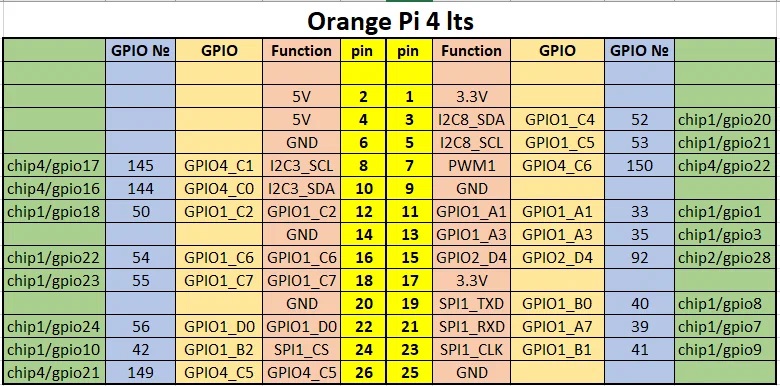 Orange Pi 4 lts
GPIO № GPIO Function pin pin Function GPIO GPIO №
5V 2 1 3.3V
5V 4 3 I2C8_SDA GPIO1_C4 52 chip1/gpio20
GND 6 5 I2C8_SCL GPIO1_C5 53 chip1/gpio21
chip4/gpio17 145 GPIO4_C1 I2C3_SCL 8 7 PWM1 GPIO4_C6 150 chip4/gpio22
chip4/gpio16 144 GPIO4_C0 I2C3_SDA 10 9 GND
chip1/gpio18 50 GPIO1_C2 GPIO1_C2 12 11 GPIO1_A1 GPIO1_A1 33 chip1/gpio1
GND 14 13 GPIO1_A3 GPIO1_A3 35 chip1/gpio3
chip1/gpio22 54 GPIO1_C6 GPIO1_C6 16 15 GPIO2_D4 GPIO2_D4 92 chip2/gpio28
chip1/gpio23 55 GPIO1_C7 GPIO1_C7 18 17 3.3V
GND 20 19 SPI1_TXD GPIO1_B0 40 chip1/gpio8
chip1/gpio24 56 GPIO1_D0 GPIO1_D0 22 21 SPI1_RXD GPIO1_A7 39 chip1/gpio7
chip1/gpio10 42 GPIO1_B2 SPI1_CS 24 23 SPI1_CLK GPIO1_B1 41 chip1/gpio9
chip4/gpio21 149 GPIO4_C5 GPIO4_C5 26 25 GND